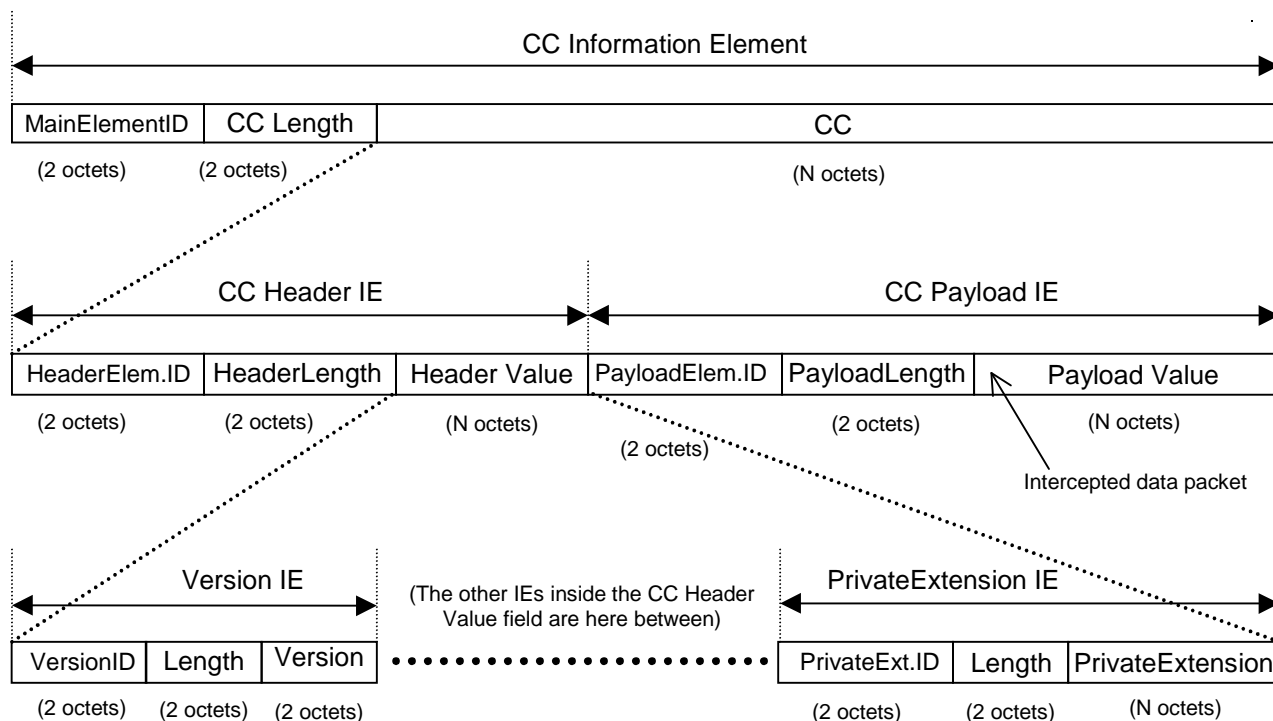 CC Information Element
MainElementID CC Length CC
(2 octets) (2 octets) (N octets)
CC Header IE CC Payload IE
HeaderElem.ID HeaderLength Header Value PayloadElem.ID PayloadLength Payload Value
(2 octets) (2 octets) (N octets) (2 octets) (2 octets) (N octets)
Intercepted data packet
Version IE (The other IEs inside the CC Header PrivateExtension IE
Value field are here between)
VersionID Length Version PrivateExt.ID Length PrivateExtension
(2 octets) (2 octets) (2 octets) (2 octets) (2 octets) (N octets)